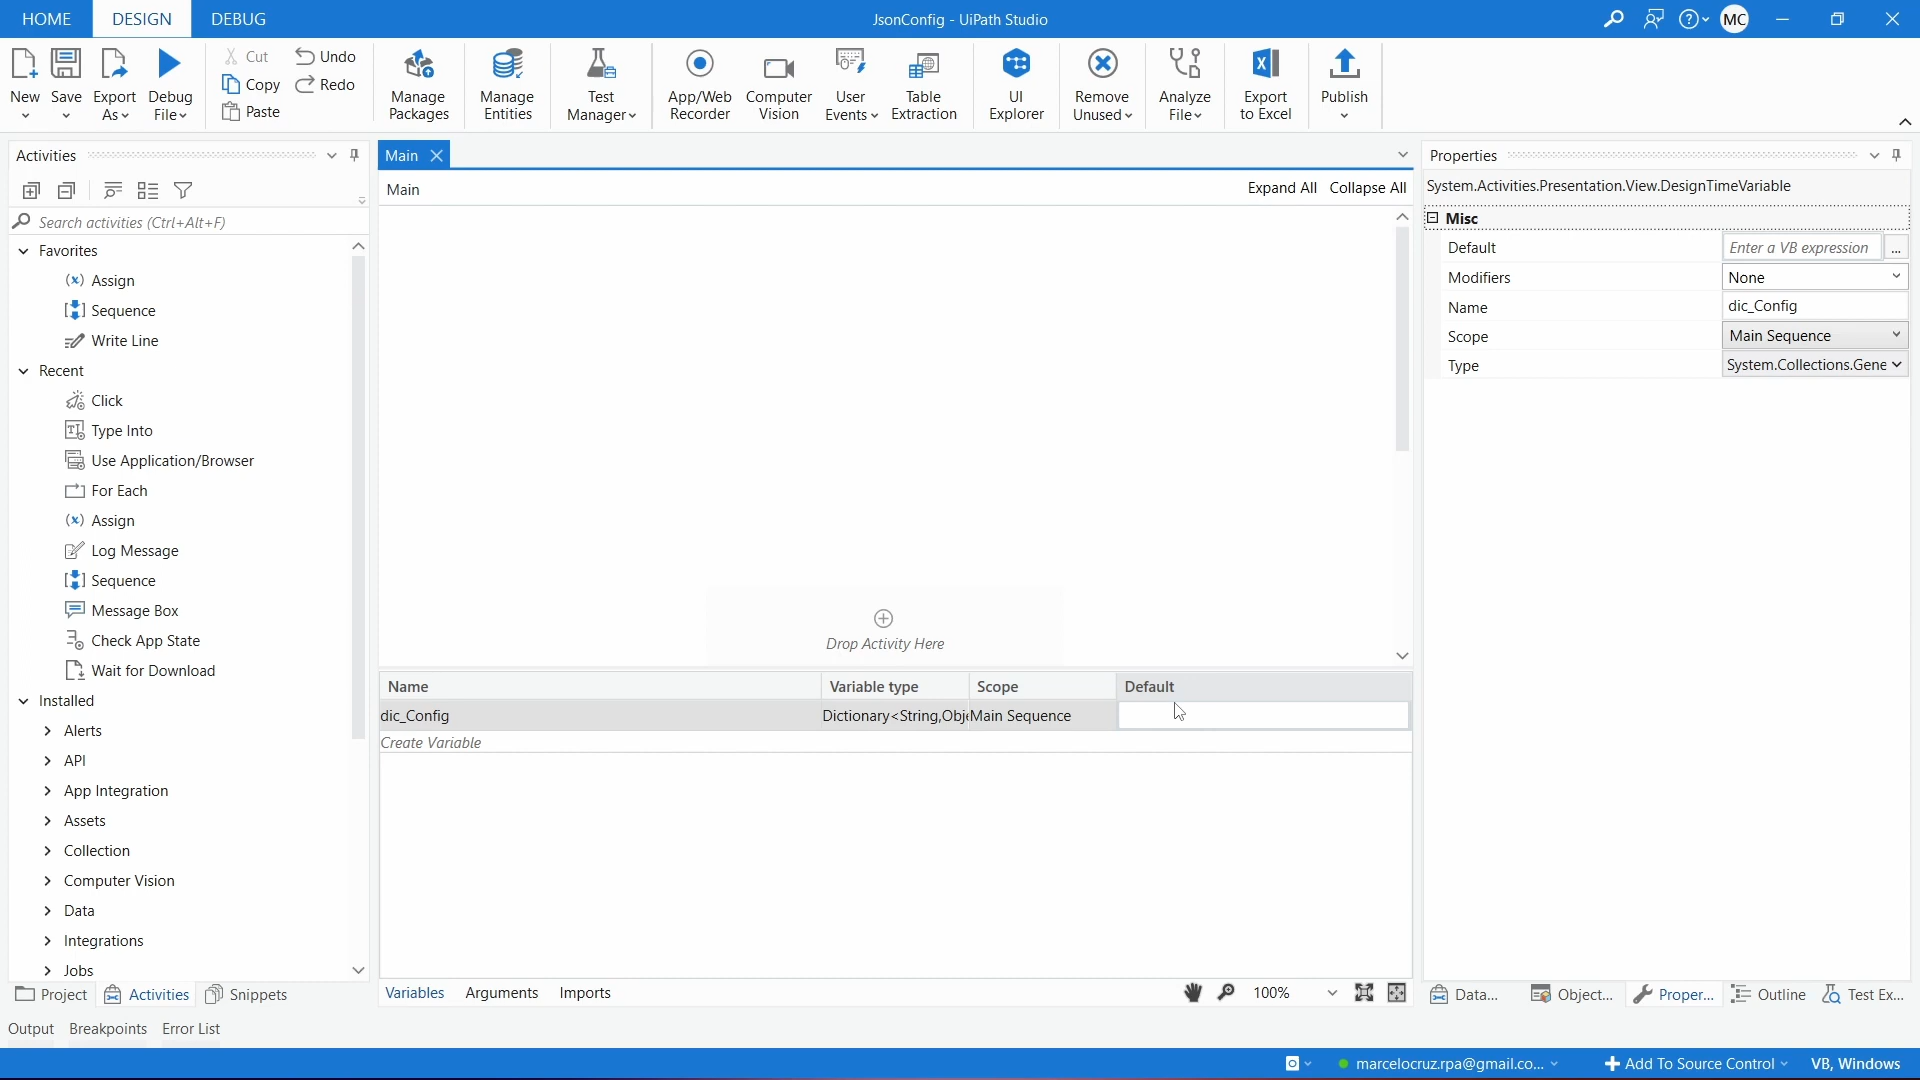 HOME
DESIGN
DEBUG
JsonConfig - UiPath Studio
MC
New
Save
Export
As
Debug
File
Cut
Copy
Paste
Undo
Redo
Manage
Packages
Manage
Entities
Test
Manager
App/Web
Recorder
Computer
Vision
User
Events
Table
Extraction
UI
Explorer
Remove
Unused
Analyze
File
Export
to Excel
Publish
Activities
Search activities (Ctrl+Alt+F)
Favorites
Assign
Sequence
Write Line
Recent
Click
Type Into
Use Application/Browser
For Each
Assign
Log Message
Sequence
Message Box
Check App State
Wait for Download
Installed
Alerts
API
App Integration
Assets
Collection
Computer Vision
Data
Integrations
Jobs
Project
Activities
Snippets
Main
Main
Expand All
Collapse All
Drop Activity Here
Name Variable type Scope Default
dic_Config Dictionary<String,Obje Main Sequence
Create Variable
Variables
Arguments
Imports
100%
Properties
System.Activities.Presentation.View.DesignTimeVariable
Misc
Default Enter a VB expression ...
Modifiers None
Name dic_Config
Scope Main Sequence
Type System.Collections.Gene
Data...
Object...
Proper...
Outline
Test Ex...
Output
Breakpoints
Error List
marcelocruz.rpa@gmail.co...
Add To Source Control
VB, Windows